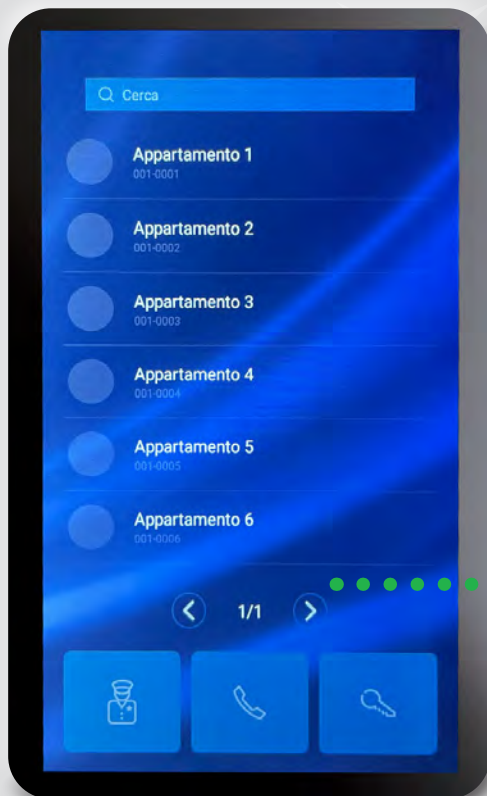 Cerca
Appartamento 1
001-0001
Appartamento 2
001-0002
Appartamento 3
001-0003
Appartamento 4
001-0004
Appartamento 5
001-0005
Appartamento 6
001-0006
1/1